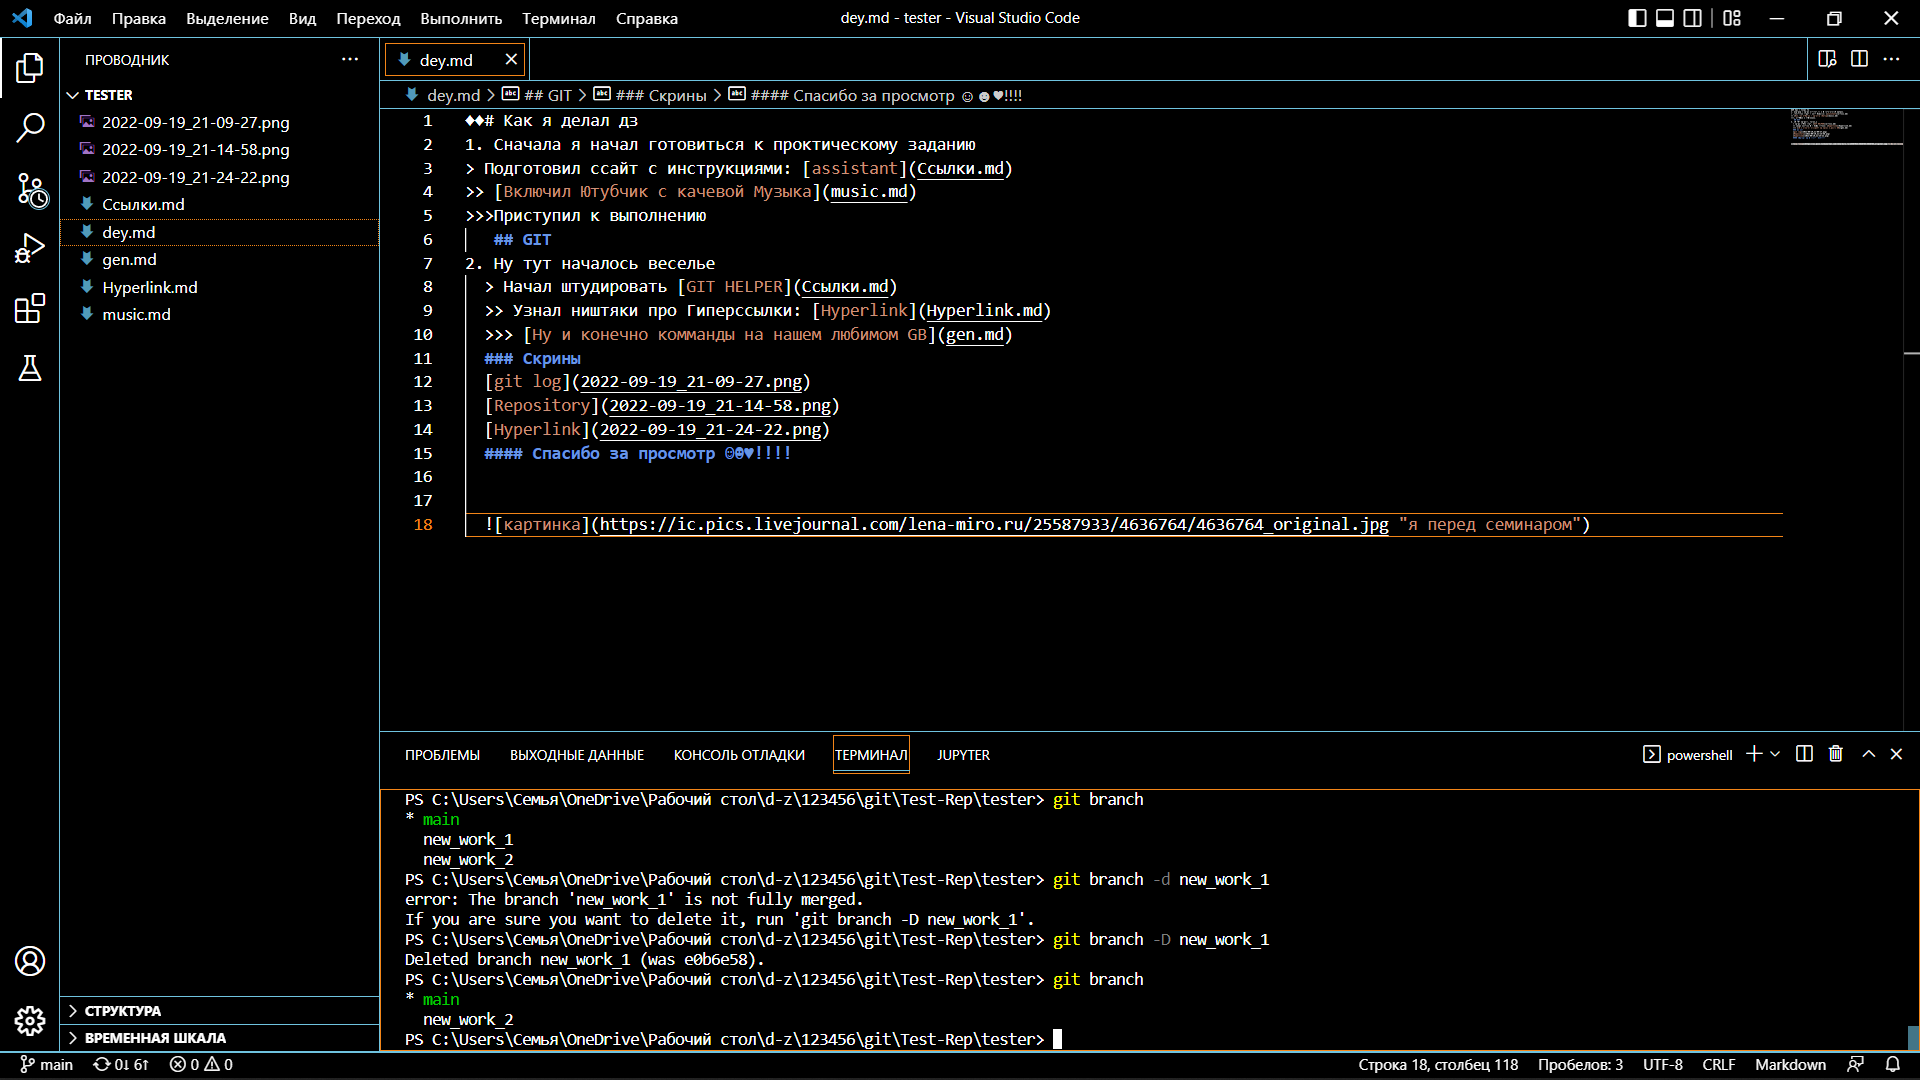 Файл Правка Выделение Вид Переход Выполнить Терминал Справка
dey.md - tester - Visual Studio Code
ПРОВОДНИК
TESTER
2022-09-19_21-09-27.png
2022-09-19_21-14-58.png
2022-09-19_21-24-22.png
Ссылки.md
dey.md
gen.md
Hyperlink.md
music.md
СТРУКТУРА
ВРЕМЕННАЯ ШКАЛА
dey.md
dey.md > ## GIT > ### Скрины > #### Спасибо за просмотр ☺☻♥!!!!
1 ♦♦# Как я делал дз
2 1. Сначала я начал готовиться к проктическому заданию
3 > Подготовил ссайт с инструкциями: [assistant](Ссылки.md)
4 >> [Включил Ютубчик с качевой Музыка](music.md)
5 >>>Приступил к выполнению
6 ## GIT
7 2. Ну тут началось веселье
8 > Начал штудировать [GIT HELPER](Ссылки.md)
9 >> Узнал ништяки про Гиперссылки: [Hyperlink](Hyperlink.md)
10 >>> [Ну и конечно комманды на нашем любимом GB](gen.md)
11 ### Скрины
12 [git log](2022-09-19_21-09-27.png)
13 [Repository](2022-09-19_21-14-58.png)
14 [Hyperlink](2022-09-19_21-24-22.png)
15 #### Спасибо за просмотр ☺☻♥!!!!
16
17
18 ![картинка](https://ic.pics.livejournal.com/lena-miro.ru/25587933/4636764/4636764_original.jpg "я перед семинаром")
ПРОБЛЕМЫ ВЫХОДНЫЕ ДАННЫЕ КОНСОЛЬ ОТЛАДКИ ТЕРМИНАЛ JUPYTER
powershell
PS C:\Users\Семья\OneDrive\Рабочий стол\d-z\123456\git\Test-Rep\tester> git branch
* main
new_work_1
new_work_2
PS C:\Users\Семья\OneDrive\Рабочий стол\d-z\123456\git\Test-Rep\tester> git branch -d new_work_1
error: The branch 'new_work_1' is not fully merged.
If you are sure you want to delete it, run 'git branch -D new_work_1'.
PS C:\Users\Семья\OneDrive\Рабочий стол\d-z\123456\git\Test-Rep\tester> git branch -D new_work_1
Deleted branch new_work_1 (was e0b6e58).
PS C:\Users\Семья\OneDrive\Рабочий стол\d-z\123456\git\Test-Rep\tester> git branch
* main
new_work_2
PS C:\Users\Семья\OneDrive\Рабочий стол\d-z\123456\git\Test-Rep\tester>
main 0↓ 6↑ 0 0 Строка 18, столбец 118 Пробелов: 3 UTF-8 CRLF Markdown